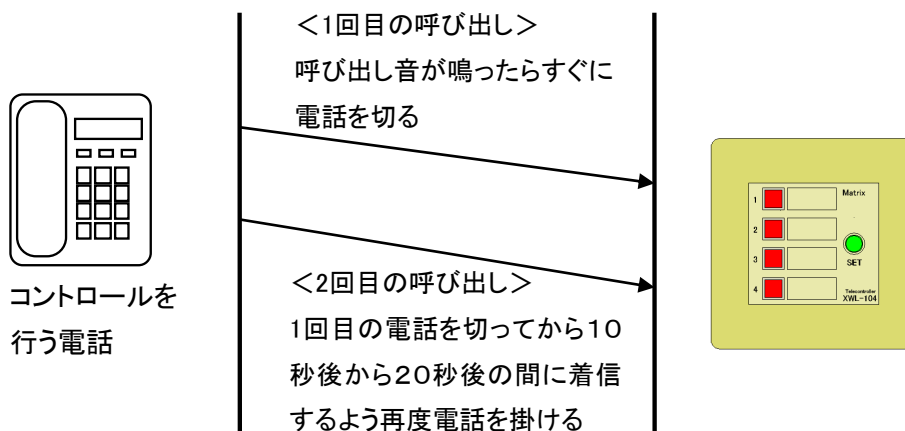 <1回目の呼び出し>
呼び出し音が鳴ったらすぐに
電話を切る
コントロールを
行う電話
<2回目の呼び出し>
1回目の電話を切ってから10
秒後から20秒後の間に着信
するよう再度電話を掛ける
Matrix
1
2
3
SET
4
Telecontroller
XWL-104